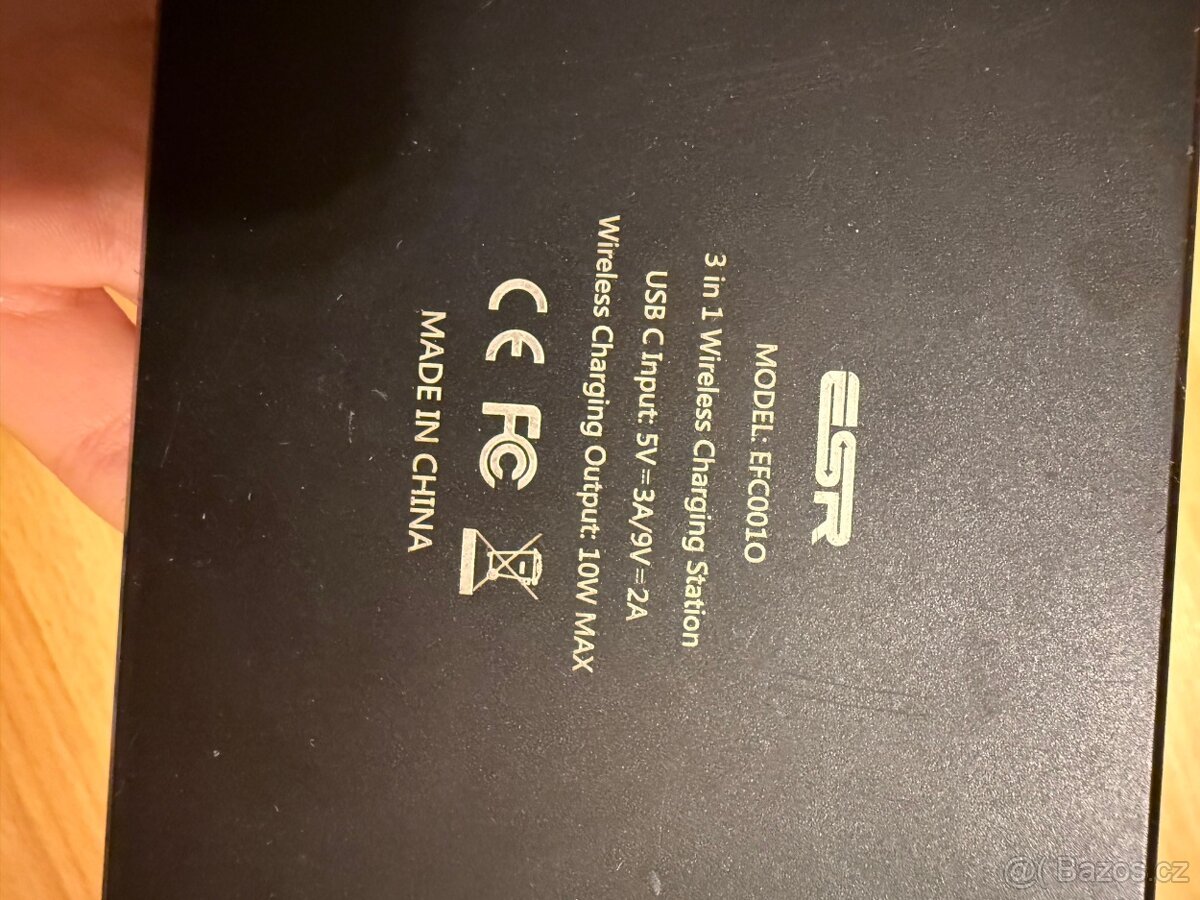 ESR
MODEL: EFC001O
3 in 1 Wireless Charging Station
USB C Input: 5V⎓3A/9V⎓2A
Wireless Charging Output: 10W MAX
CE FC
MADE IN CHINA
@( Bazos.cz